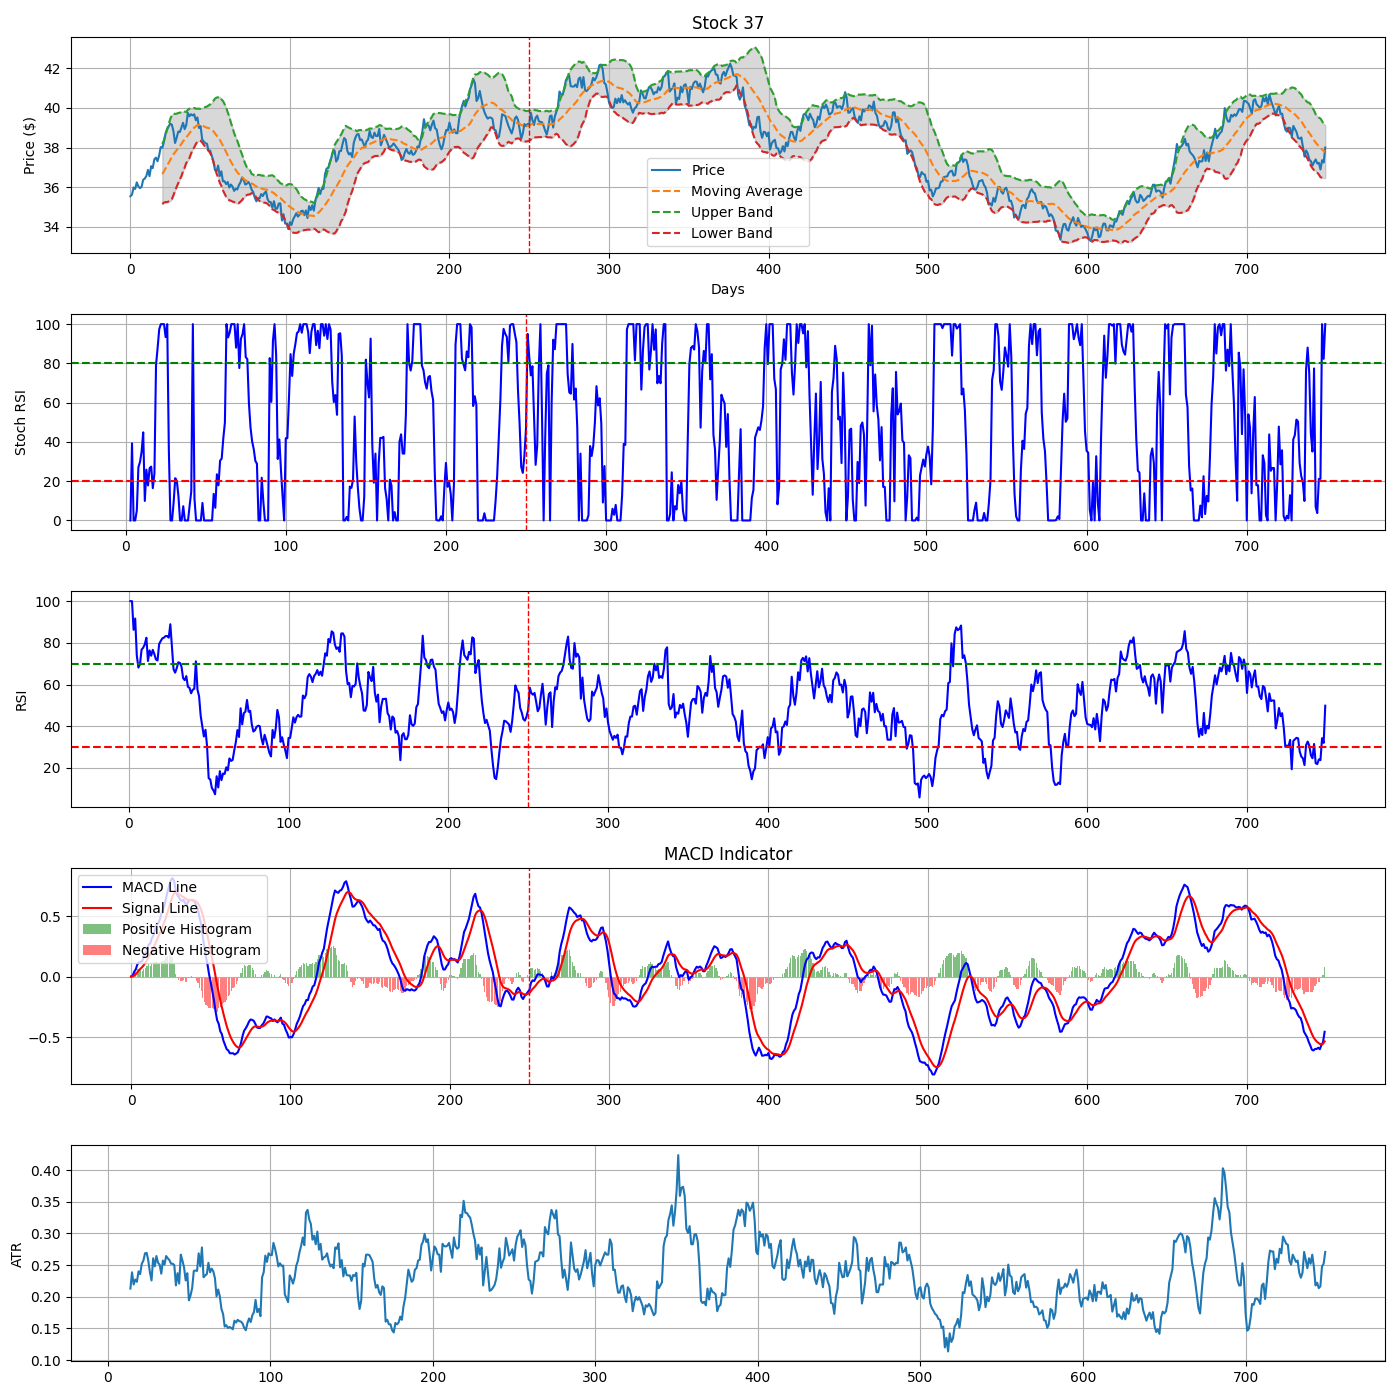 Stock 37
42
40
38
36
34
Price ($)
Price
Moving Average
Upper Band
Lower Band
0 100 200 300 400 500 600 700
Days
100
80
60
40
20
0
Stoch RSI
0 100 200 300 400 500 600 700
100
80
60
40
20
RSI
0 100 200 300 400 500 600 700
MACD Indicator
MACD Line
Signal Line
Positive Histogram
Negative Histogram
0.5
0.0
−0.5
0 100 200 300 400 500 600 700
0.40
0.35
0.30
0.25
0.20
0.15
0.10
ATR
0 100 200 300 400 500 600 700